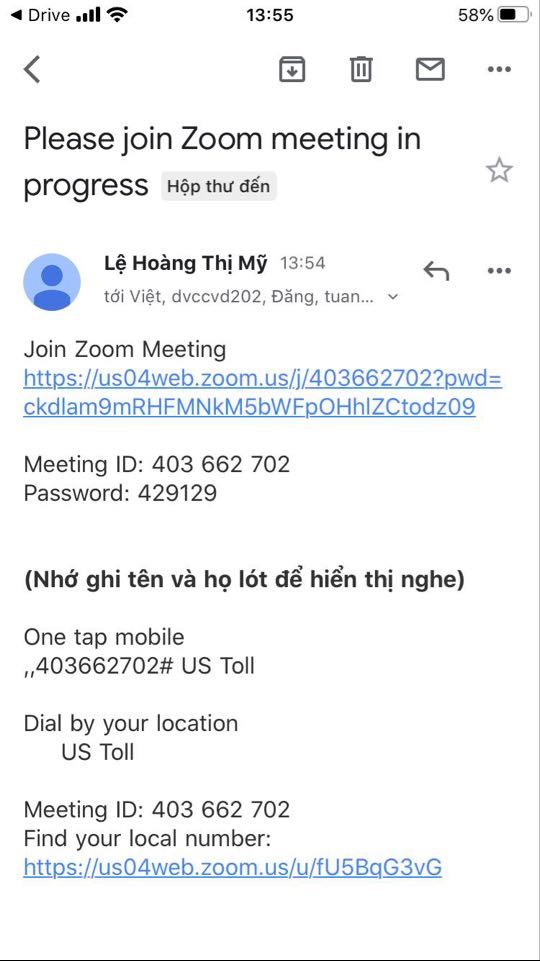 Drive
13:55
58%
Please join Zoom meeting in
progress Hộp thư đến
Lệ Hoàng Thị Mỹ 13:54
tới Việt, dvccvd202, Đăng, tuan...
Join Zoom Meeting
https://us04web.zoom.us/j/403662702?pwd=
ckdlam9mRHFMNkM5bWFpOHhlZCtodz09
Meeting ID: 403 662 702
Password: 429129
(Nhớ ghi tên và họ lót để hiển thị nghe)
One tap mobile
,,403662702# US Toll
Dial by your location
US Toll
Meeting ID: 403 662 702
Find your local number:
https://us04web.zoom.us/u/fU5BqG3vG